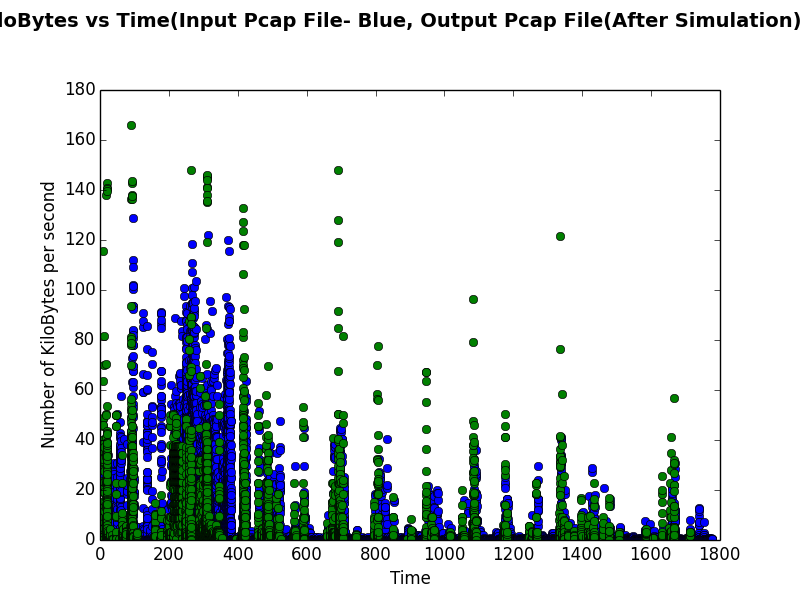 loBytes vs Time(Input Pcap File- Blue, Output Pcap File(After Simulation)
180
160
140
120
100
80
60
40
20
0
Number of KiloBytes per second
0 200 400 600 800 1000 1200 1400 1600 1800
Time